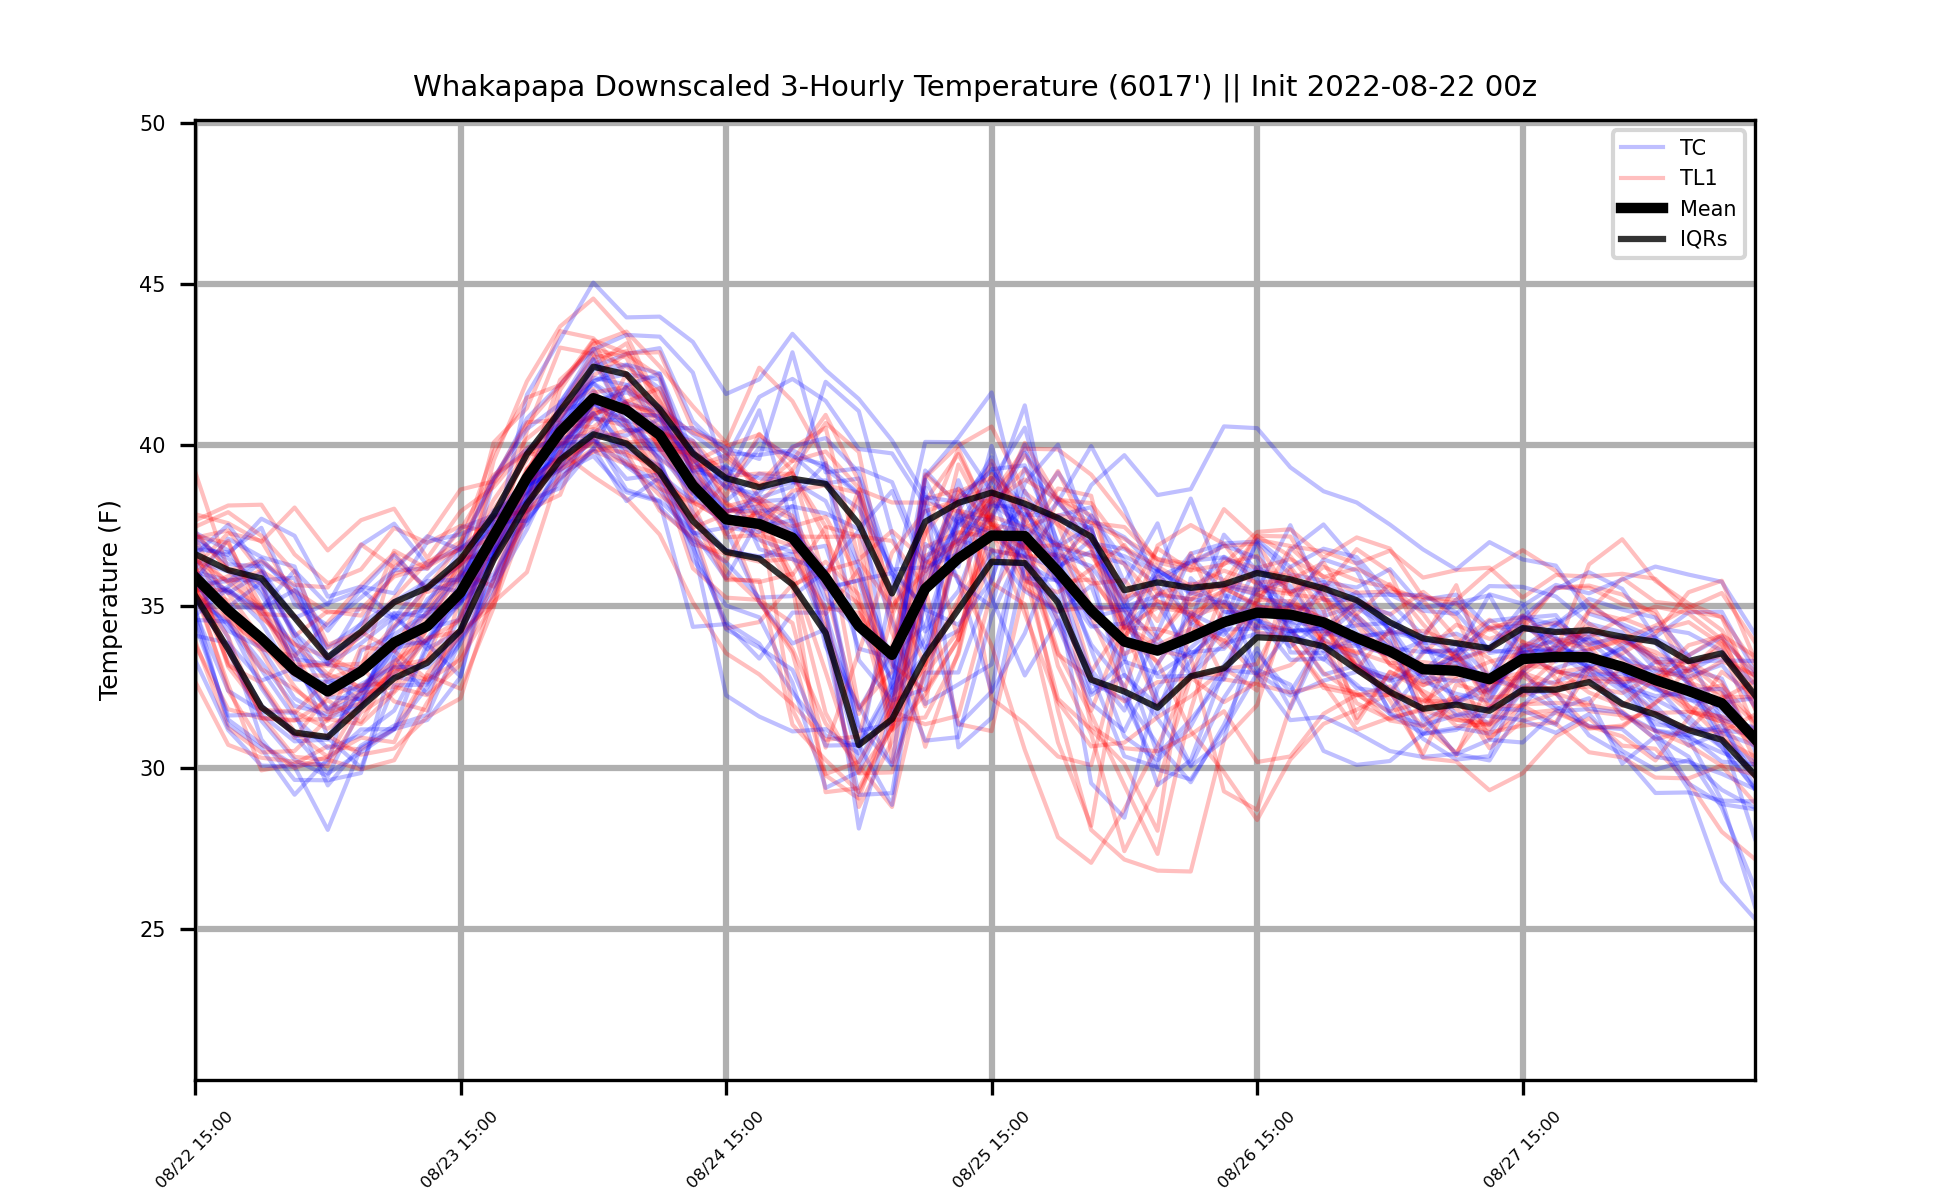 Whakapapa Downscaled 3-Hourly Temperature (6017') || Init 2022-08-22 00z
TC
TL1
Mean
IQRs
Temperature (F)
50
45
40
35
30
25
08/22 15:00
08/23 15:00
08/24 15:00
08/25 15:00
08/26 15:00
08/27 15:00